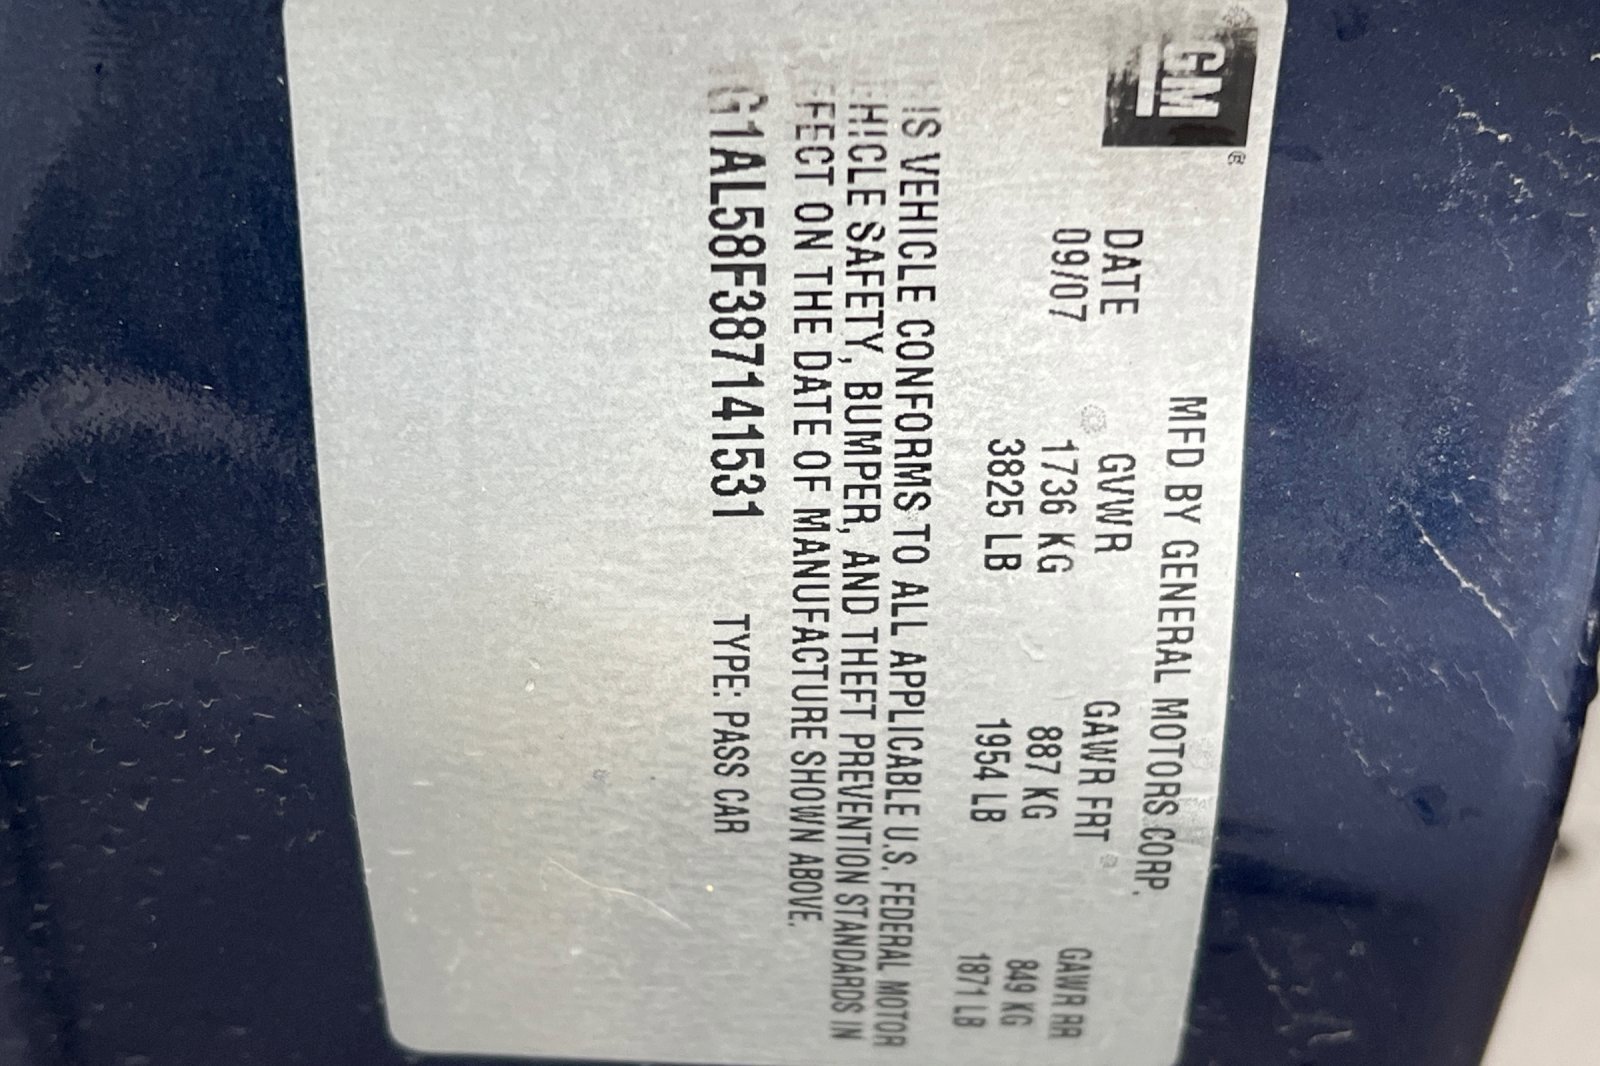 GM®
MFD BY GENERAL MOTORS CORP.
DATE GVWR GAWR FRT GAWR RR
09/07 1736 KG 887 KG 849 KG
3825 LB 1954 LB 1871 LB
IS VEHICLE CONFORMS TO ALL APPLICABLE U.S. FEDERAL MOTOR
HICLE SAFETY, BUMPER, AND THEFT PREVENTION STANDARDS IN
FECT ON THE DATE OF MANUFACTURE SHOWN ABOVE.
G1AL58F387141531 TYPE: PASS CAR